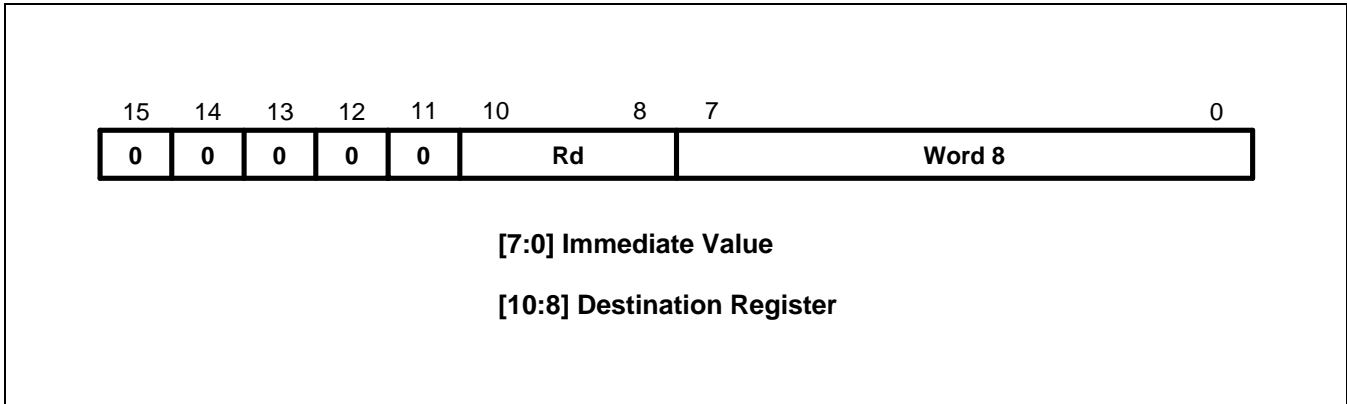 15 14 13 12 11 10 8 7 0
0 0 0 0 0 Rd Word 8
[7:0] Immediate Value
[10:8] Destination Register